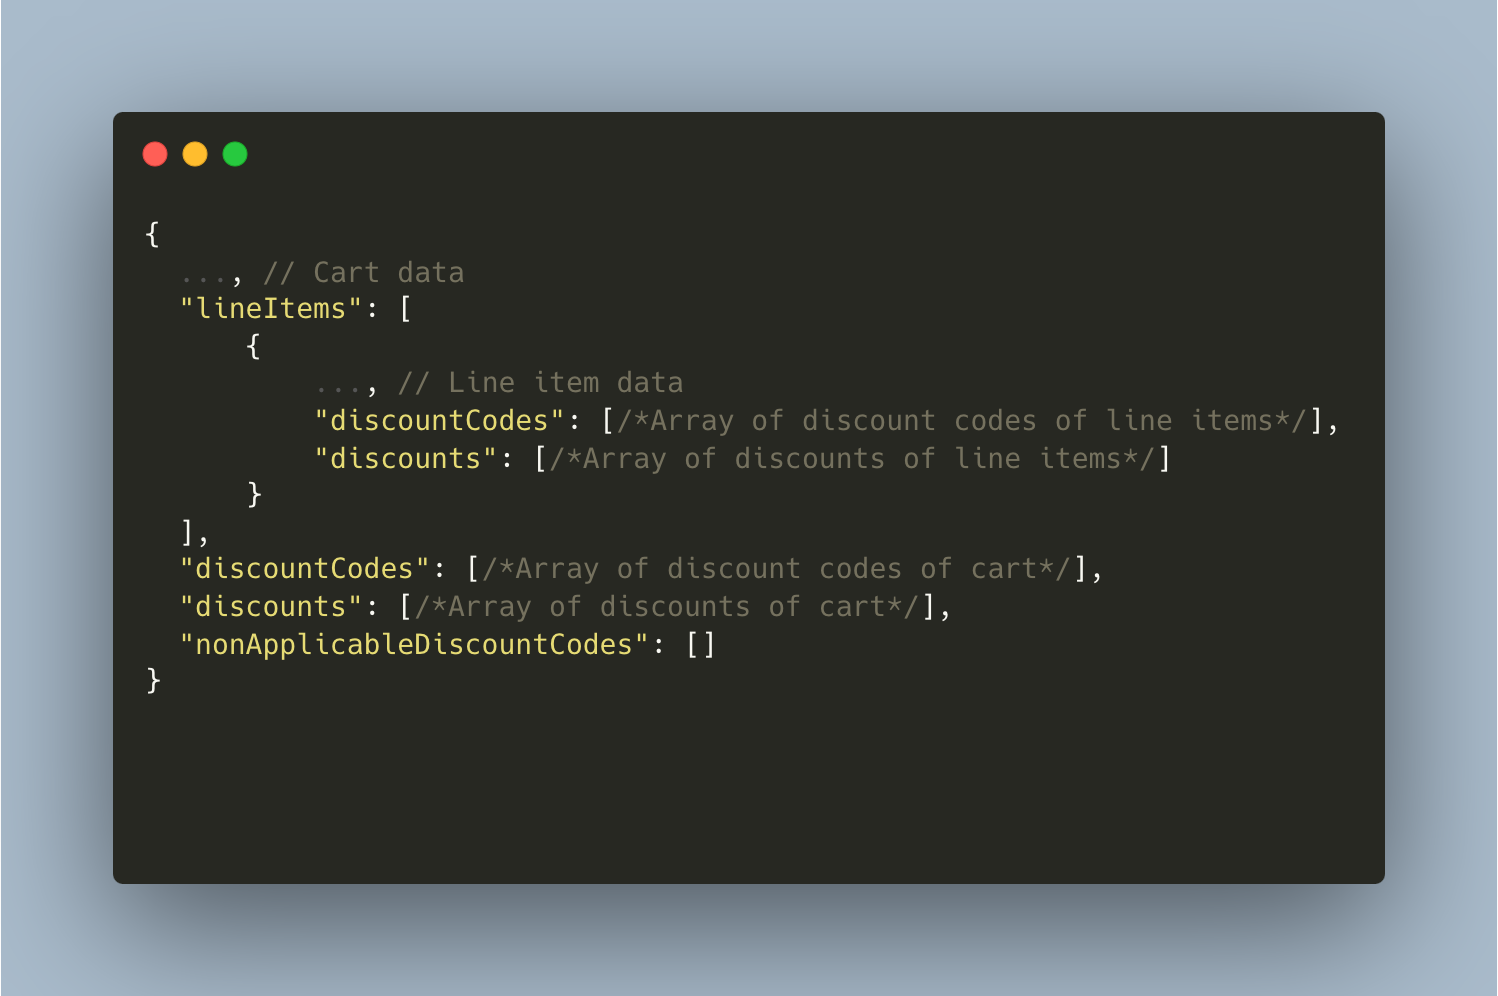 {
  ..., // Cart data
  "lineItems": [
      {
          ..., // Line item data
          "discountCodes": [/*Array of discount codes of line items*/],
          "discounts": [/*Array of discounts of line items*/]
      }
  ],
  "discountCodes": [/*Array of discount codes of cart*/],
  "discounts": [/*Array of discounts of cart*/],
  "nonApplicableDiscountCodes": []
}